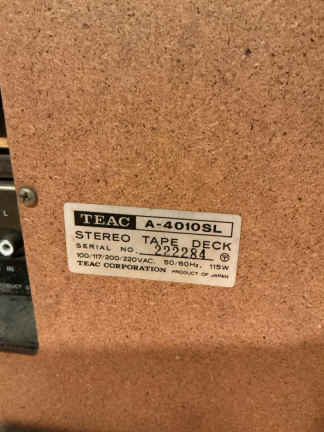 TEAC A-4010SL
STEREO TAPE DECK
SERIAL NO. 222284
100/117/200/220VAC. 50/60Hz, 115W
TEAC CORPORATION PRODUCT OF JAPAN
L
IN